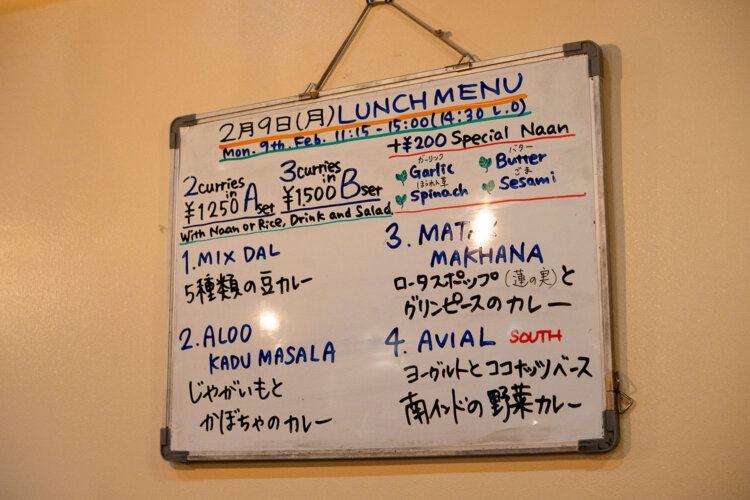 2月9日(月) LUNCH MENU
Mon. 9th. Feb. 11:15 - 15:00 (14:30 L.O)
2 curries in
¥1250 A set
3 curries in
¥1500 B set
With Naan or Rice, Drink and Salad
+¥200 Special Naan
ガーリック
Garlic
バター
Butter
ほうれん草
Spinach
ごま
Sesami
1. MIX DAL
5種類の豆カレー
2. ALOO
KADU MASALA
じゃがいもと
かぼちゃのカレー
3.
MAKHANA
ロータスポップ(蓮の実)と
グリンピースのカレー
4. AVIAL SOUTH
ヨーグルトとココナッツベース
南インドの野菜カレー